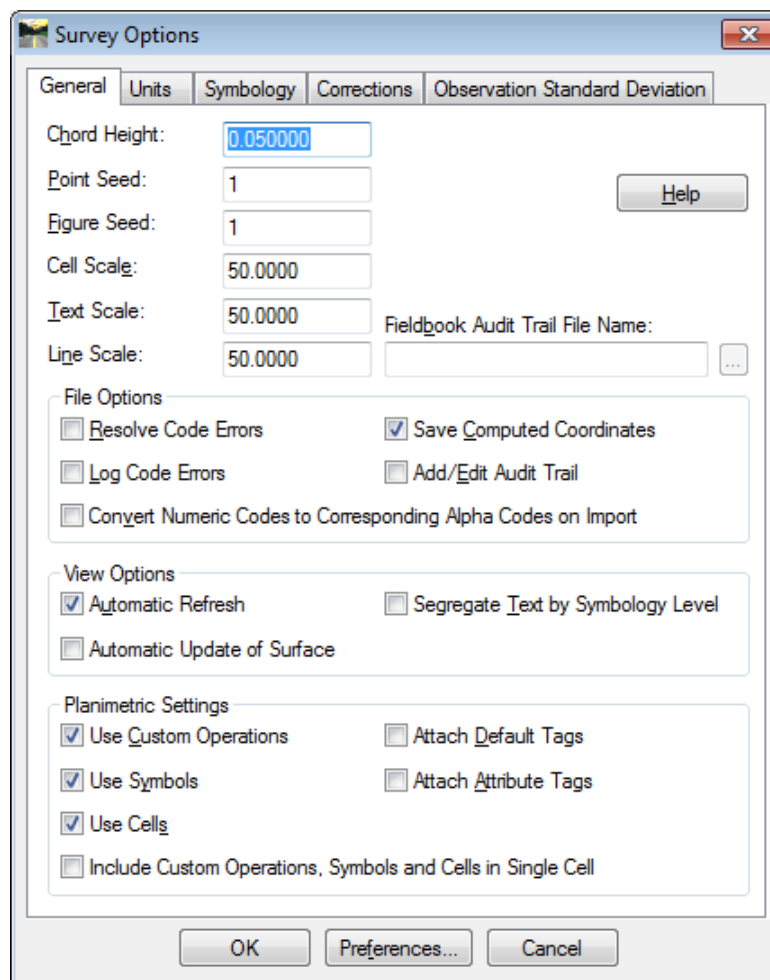 Survey Options
General Units Symbology Corrections Observation Standard Deviation
Chord Height: 0.050000
Point Seed: 1
Help
Figure Seed: 1
Cell Scale: 50.0000
Text Scale: 50.0000
Fieldbook Audit Trail File Name:
Line Scale: 50.0000
...
File Options
Resolve Code Errors
Save Computed Coordinates
Log Code Errors
Add/Edit Audit Trail
Convert Numeric Codes to Corresponding Alpha Codes on Import
View Options
Automatic Refresh
Segregate Text by Symbology Level
Automatic Update of Surface
Planimetric Settings
Use Custom Operations
Attach Default Tags
Use Symbols
Attach Attribute Tags
Use Cells
Include Custom Operations, Symbols and Cells in Single Cell
OK Preferences... Cancel